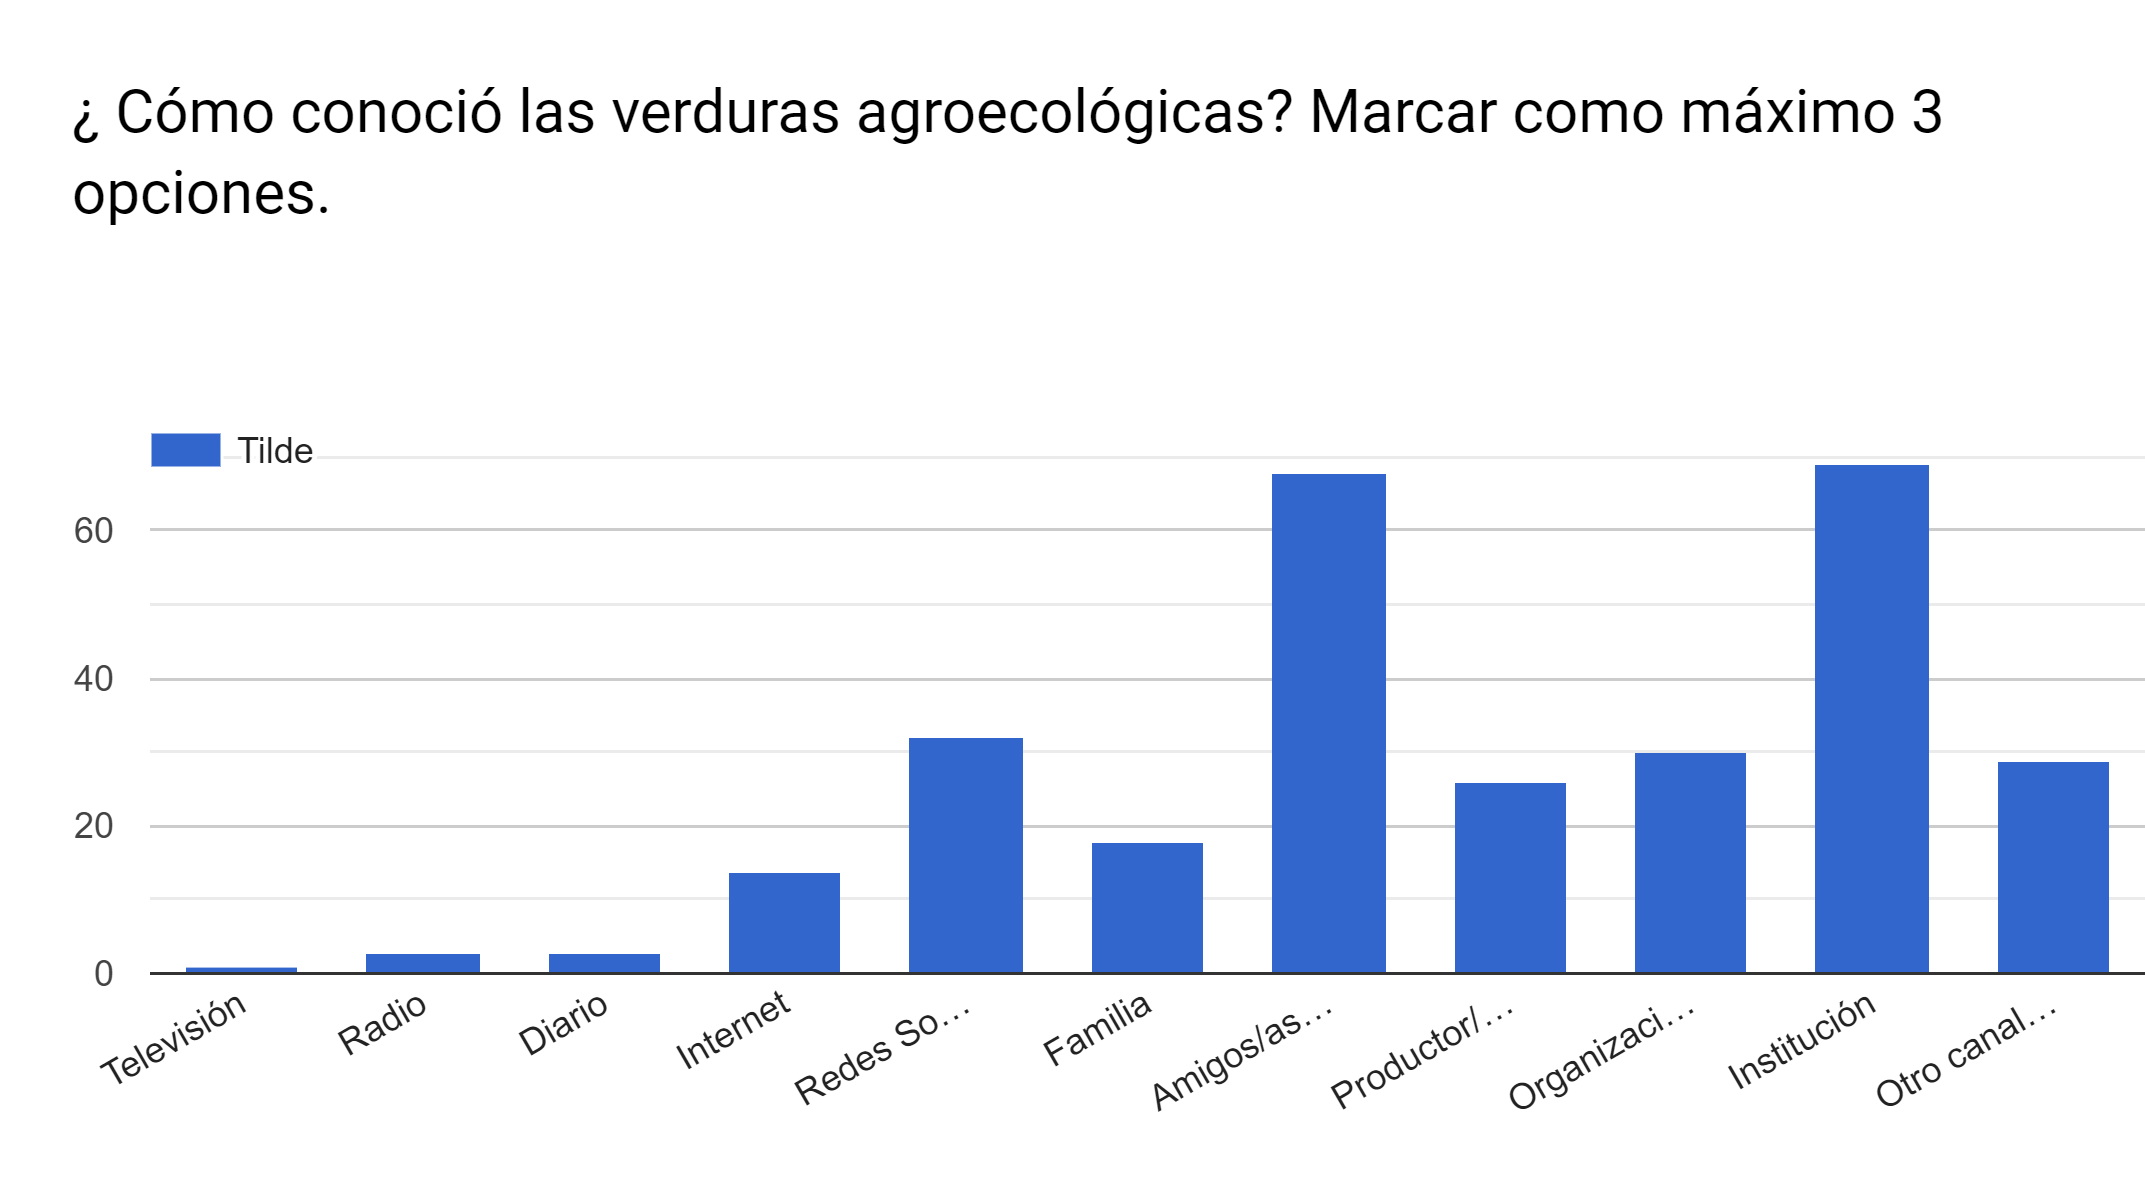 ¿ Cómo conoció las verduras agroecológicas? Marcar como máximo 3
opciones.
Tilde
60
40
20
0
Televisión
Radio
Diario
Internet
Redes So…
Familia
Amigos/as…
Productor/…
Organizaci…
Institución
Otro canal…